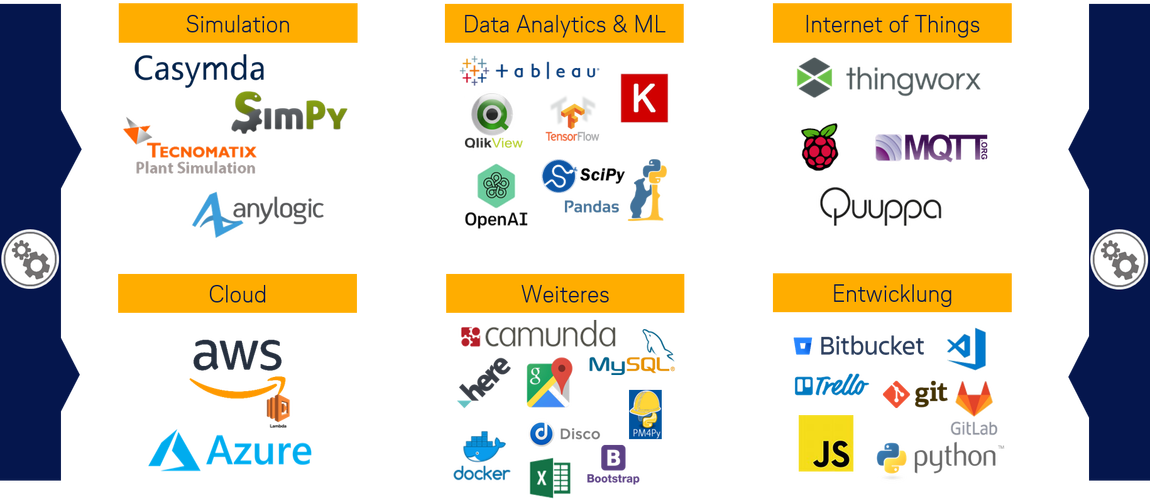 Simulation
Casymda
SimPy
TECNOMATIX
Plant Simulation
anylogic
Data Analytics & ML
+ableau
K
QlikView
TensorFlow
SciPy
OpenAI
Pandas
Internet of Things
thingworx
MQTT.ORG
Quuppa
Cloud
aws
Lambda
Azure
Weiteres
camunda
MySQL
here
g
PM4Py
Disco
docker
X
B
Bootstrap
Entwicklung
Bitbucket
Trello
git
GitLab
JS
python™